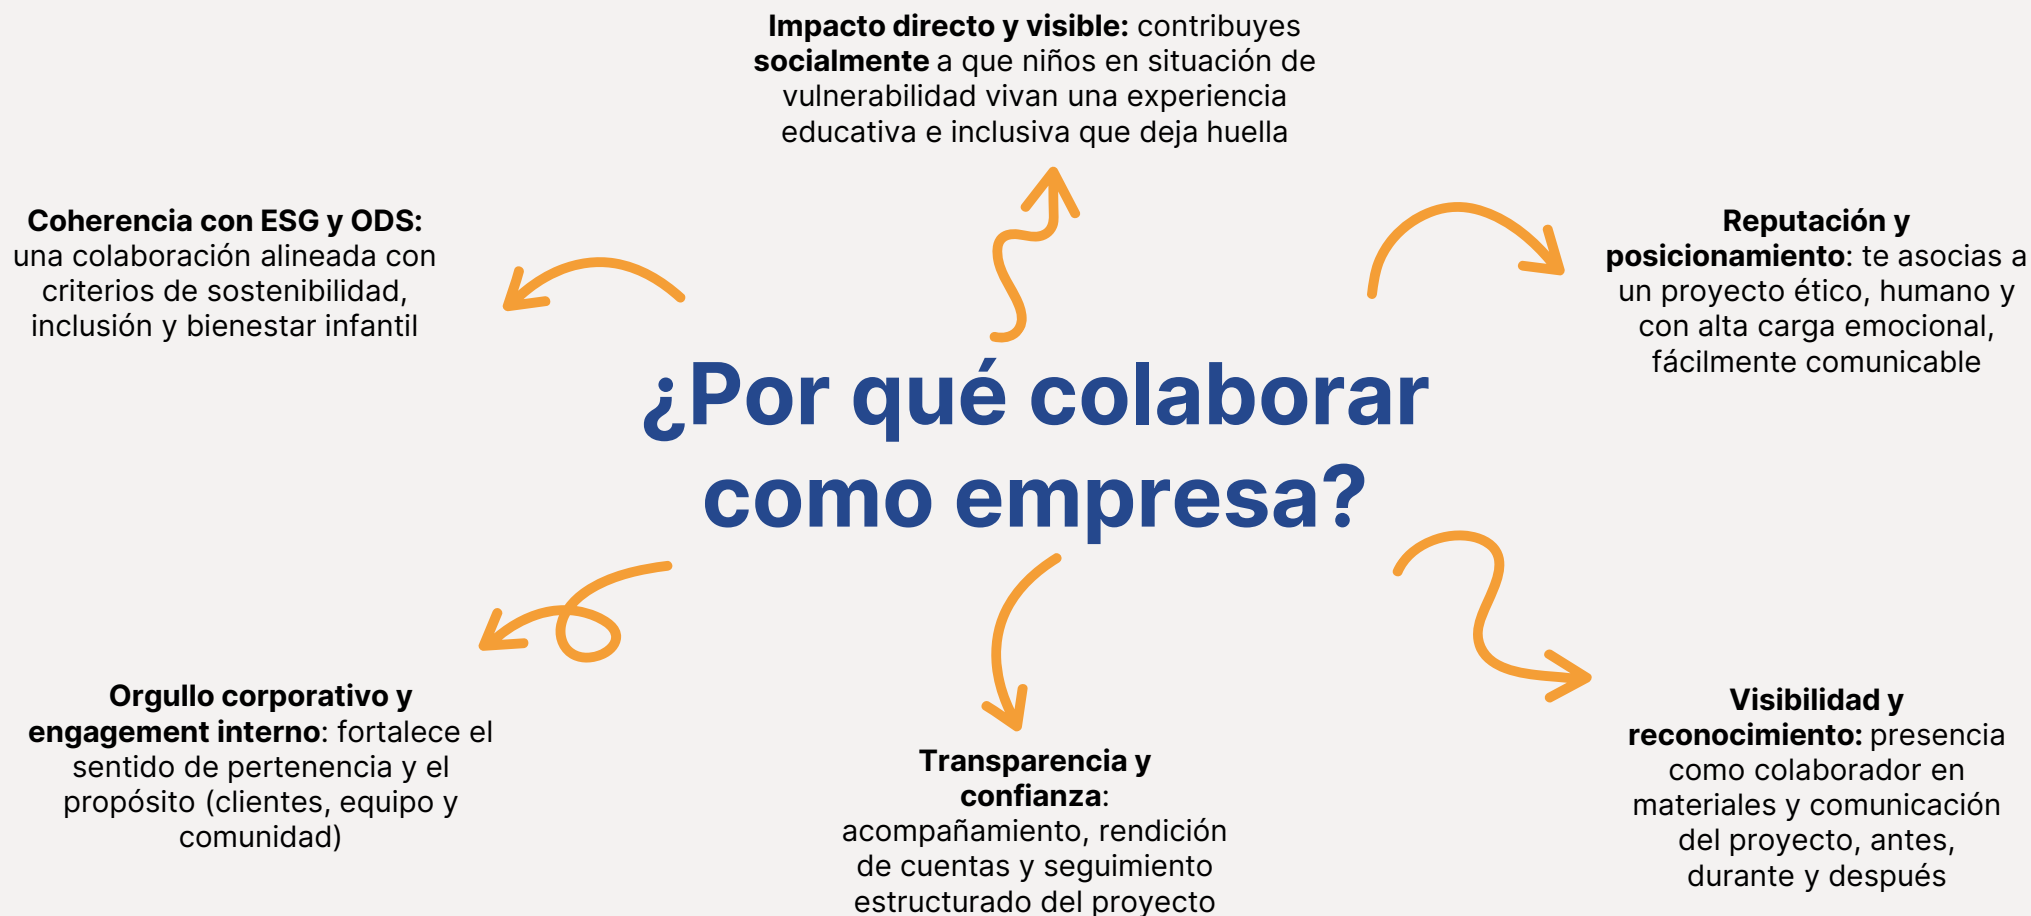 Impacto directo y visible: contribuyes
socialmente a que niños en situación de
vulnerabilidad vivan una experiencia
educativa e inclusiva que deja huella
Coherencia con ESG y ODS:
una colaboración alineada con
criterios de sostenibilidad,
inclusión y bienestar infantil
Reputación y
posicionamiento: te asocias a
un proyecto ético, humano y
con alta carga emocional,
fácilmente comunicable
¿Por qué colaborar
como empresa?
Orgullo corporativo y
engagement interno: fortalece el
sentido de pertenencia y el
propósito (clientes, equipo y
comunidad)
Transparencia y
confianza:
acompañamiento, rendición
de cuentas y seguimiento
estructurado del proyecto
Visibilidad y
reconocimiento: presencia
como colaborador en
materiales y comunicación
del proyecto, antes,
durante y después